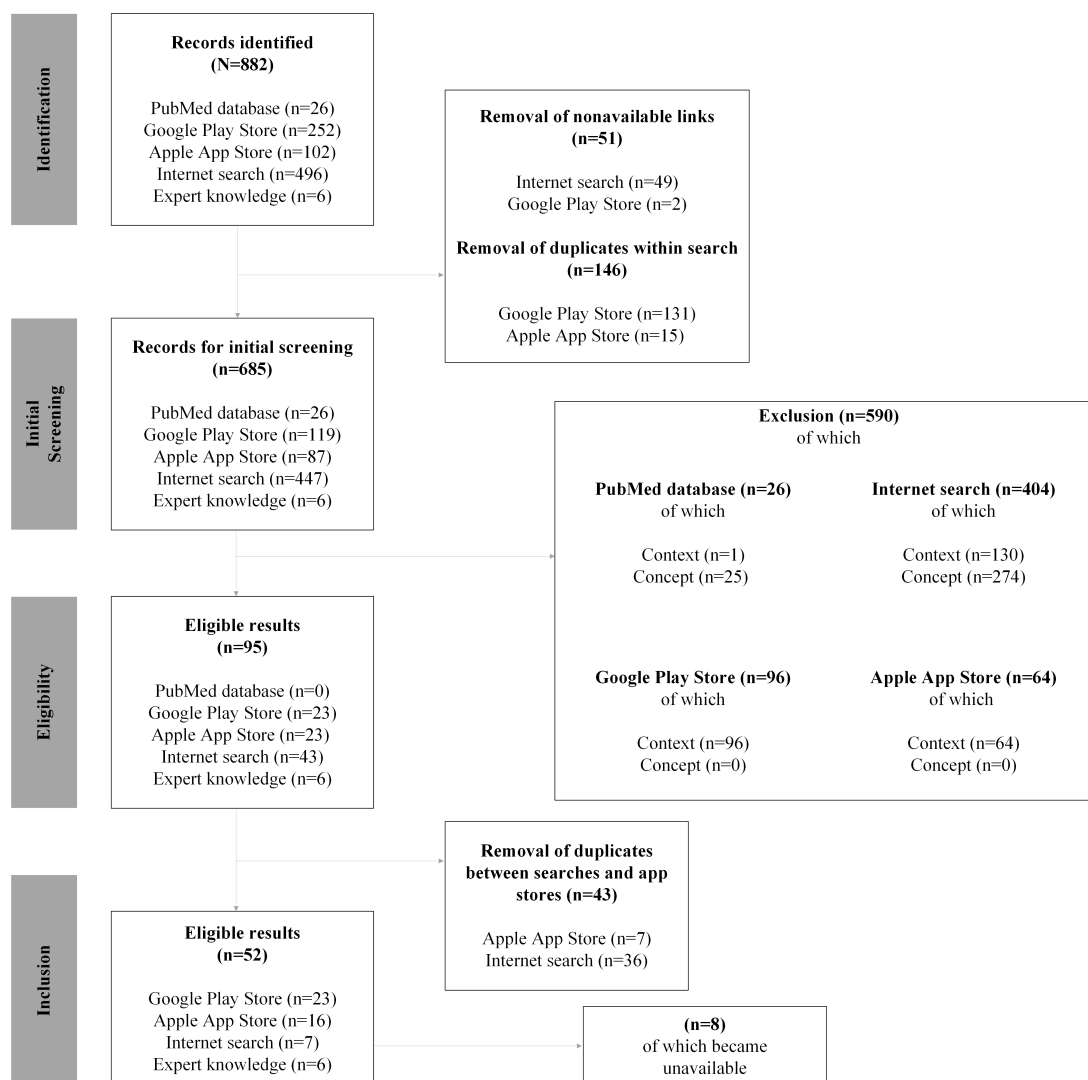 Identification
Records identified
(N=882)
PubMed database (n=26)
Google Play Store (n=252)
Apple App Store (n=102)
Internet search (n=496)
Expert knowledge (n=6)
Removal of nonavailable links
(n=51)
Internet search (n=49)
Google Play Store (n=2)
Removal of duplicates within search
(n=146)
Google Play Store (n=131)
Apple App Store (n=15)
Initial
Screening
Records for initial screening
(n=685)
PubMed database (n=26)
Google Play Store (n=119)
Apple App Store (n=87)
Internet search (n=447)
Expert knowledge (n=6)
Exclusion (n=590)
of which
PubMed database (n=26)
of which
Context (n=1)
Concept (n=25)
Internet search (n=404)
of which
Context (n=130)
Concept (n=274)
Google Play Store (n=96)
of which
Context (n=96)
Concept (n=0)
Apple App Store (n=64)
of which
Context (n=64)
Concept (n=0)
Eligibility
Eligible results
(n=95)
PubMed database (n=0)
Google Play Store (n=23)
Apple App Store (n=23)
Internet search (n=43)
Expert knowledge (n=6)
Removal of duplicates
between searches and app
stores (n=43)
Apple App Store (n=7)
Internet search (n=36)
Inclusion
Eligible results
(n=52)
Google Play Store (n=23)
Apple App Store (n=16)
Internet search (n=7)
Expert knowledge (n=6)
(n=8)
of which became
unavailable